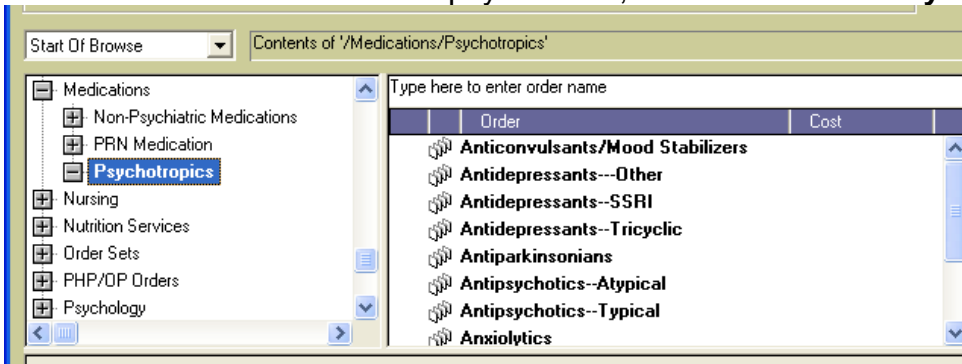 Start Of Browse
Contents of '/Medications/Psychotropics'
Medications
Non-Psychiatric Medications
PRN Medication
Psychotropics
Nursing
Nutrition Services
Order Sets
PHP/OP Orders
Psychology
Type here to enter order name
Order Cost
Anticonvulsants/Mood Stabilizers
Antidepressants---Other
Antidepressants--SSRI
Antidepressants--Tricyclic
Antiparkinsonians
Antipsychotics--Atypical
Antipsychotics--Typical
Anxiolytics